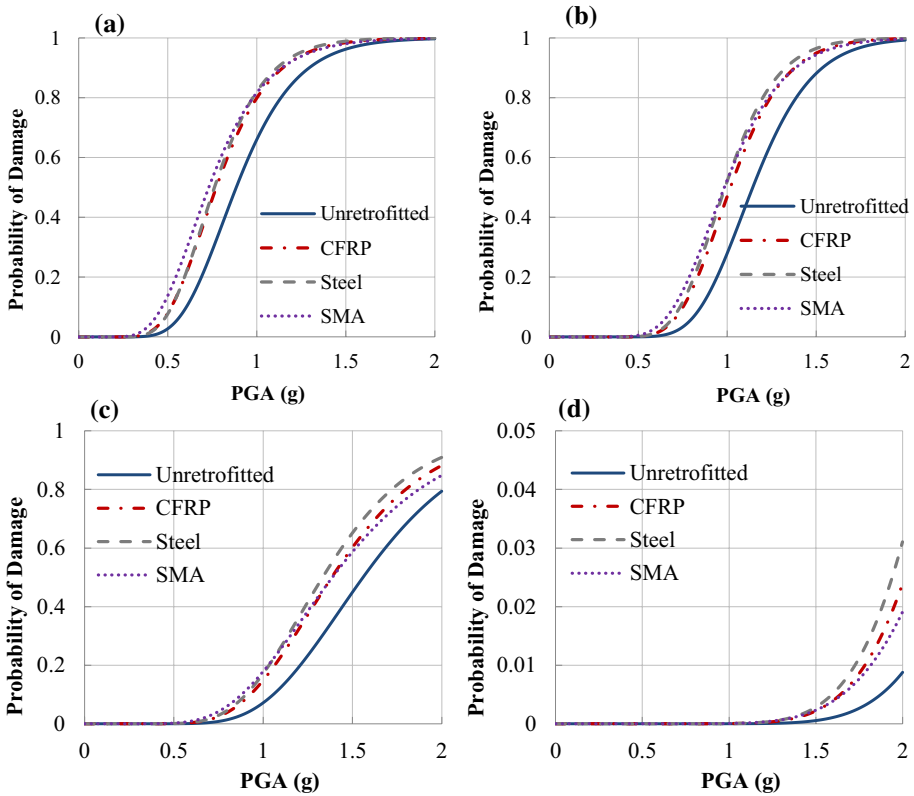 (a)
Probability of Damage
1
0.8
0.6
0.4
0.2
0
Unretrofitted
CFRP
Steel
SMA
0 0.5 1 1.5 2
PGA (g)
(b)
Probability of Damage
1
0.8
0.6
0.4
0.2
0
Unretrofitted
CFRP
Steel
SMA
0 0.5 1 1.5 2
PGA (g)
(c)
Probability of Damage
1
0.8
0.6
0.4
0.2
0
Unretrofitted
CFRP
Steel
SMA
0 0.5 1 1.5 2
PGA (g)
(d)
Probability of Damage
0.05
0.04
0.03
0.02
0.01
0.00
Unretrofitted
CFRP
Steel
SMA
0 0.5 1 1.5 2
PGA (g)